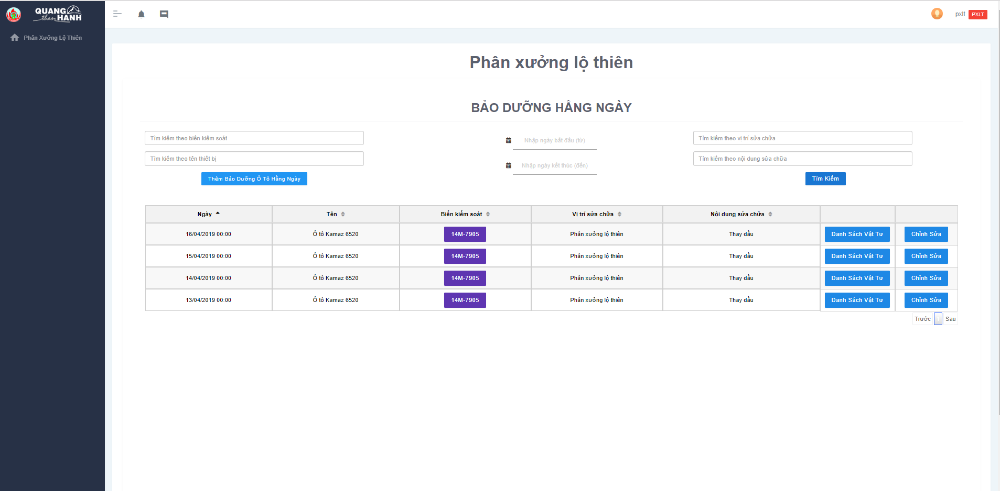 QUANG
than HANH
pxlt PXLT
Phân Xưởng Lộ Thiên
Phân xưởng lộ thiên
BẢO DƯỠNG HẰNG NGÀY
Tìm kiếm theo biển kiểm soát
Nhập ngày bắt đầu (từ)
Tìm kiếm theo vị trí sửa chữa
Tìm kiếm theo tên thiết bị
Nhập ngày kết thúc (đến)
Tìm kiếm theo nội dung sửa chữa
Thêm Bảo Dưỡng Ô Tô Hằng Ngày
Tìm Kiếm
Ngày Tên Biển kiểm soát Vị trí sửa chữa Nội dung sửa chữa
16/04/2019 00:00 Ô tô Kamaz 6520 14M-7905 Phân xưởng lộ thiên Thay dầu Danh Sách Vật Tư Chỉnh Sửa
15/04/2019 00:00 Ô tô Kamaz 6520 14M-7905 Phân xưởng lộ thiên Thay dầu Danh Sách Vật Tư Chỉnh Sửa
14/04/2019 00:00 Ô tô Kamaz 6520 14M-7905 Phân xưởng lộ thiên Thay dầu Danh Sách Vật Tư Chỉnh Sửa
13/04/2019 00:00 Ô tô Kamaz 6520 14M-7905 Phân xưởng lộ thiên Thay dầu Danh Sách Vật Tư Chỉnh Sửa
Trước Sau